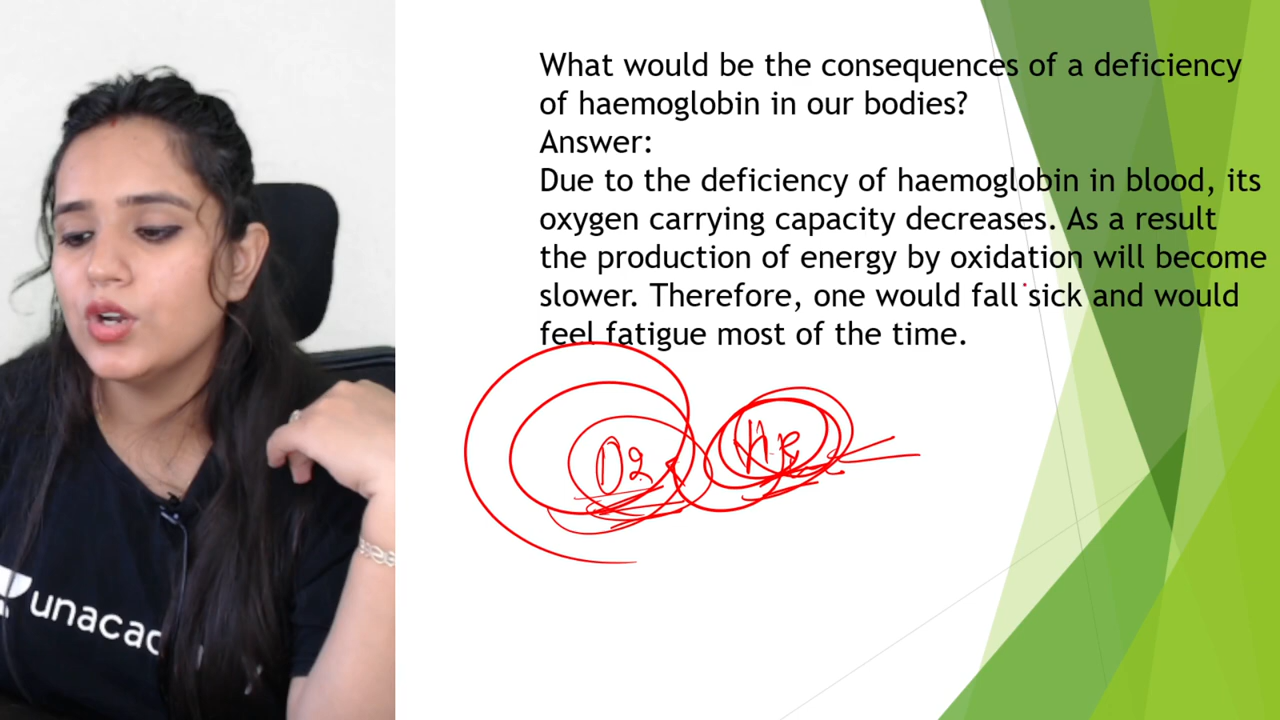 What would be the consequences of a deficiency
of haemoglobin in our bodies?
Answer:
Due to the deficiency of haemoglobin in blood, its
oxygen carrying capacity decreases. As a result
the production of energy by oxidation will become
slower. Therefore, one would fall sick and would
feel fatigue most of the time.
O2
unacad